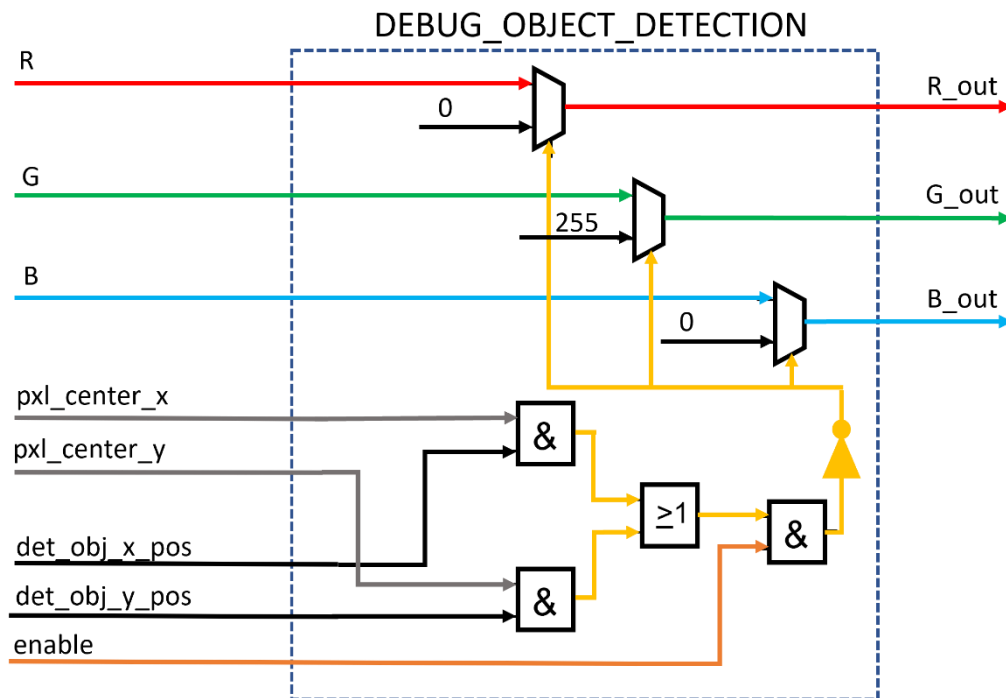 DEBUG_OBJECT_DETECTION
R
R_out
0
G
G_out
255
B
B_out
0
pxl_center_x
&
pxl_center_y
≥1
&
det_obj_x_pos
&
det_obj_y_pos
enable